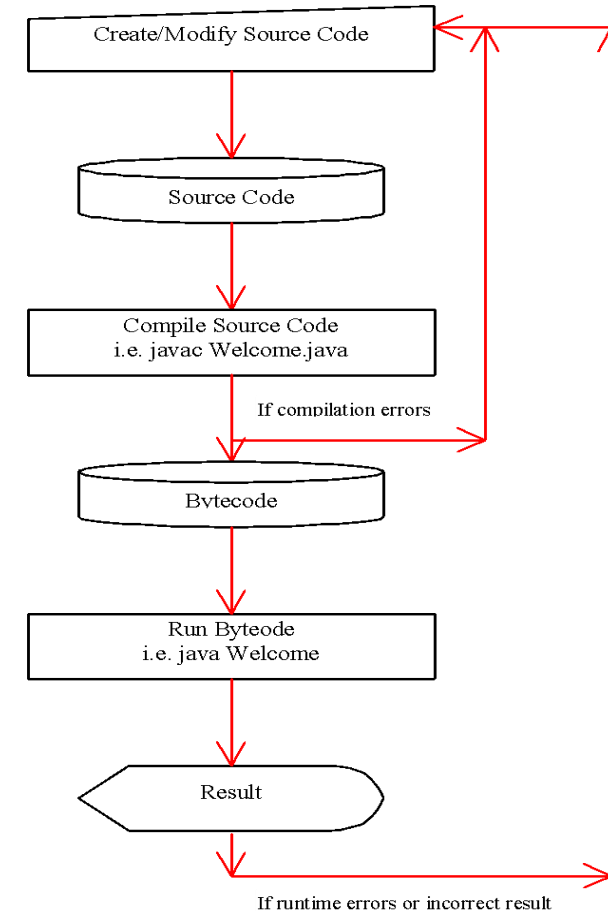 Create/Modify Source Code
Source Code
Compile Source Code
i.e. javac Welcome.java
If compilation errors
Bytecode
Run Byteode
i.e. java Welcome
Result
If runtime errors or incorrect result